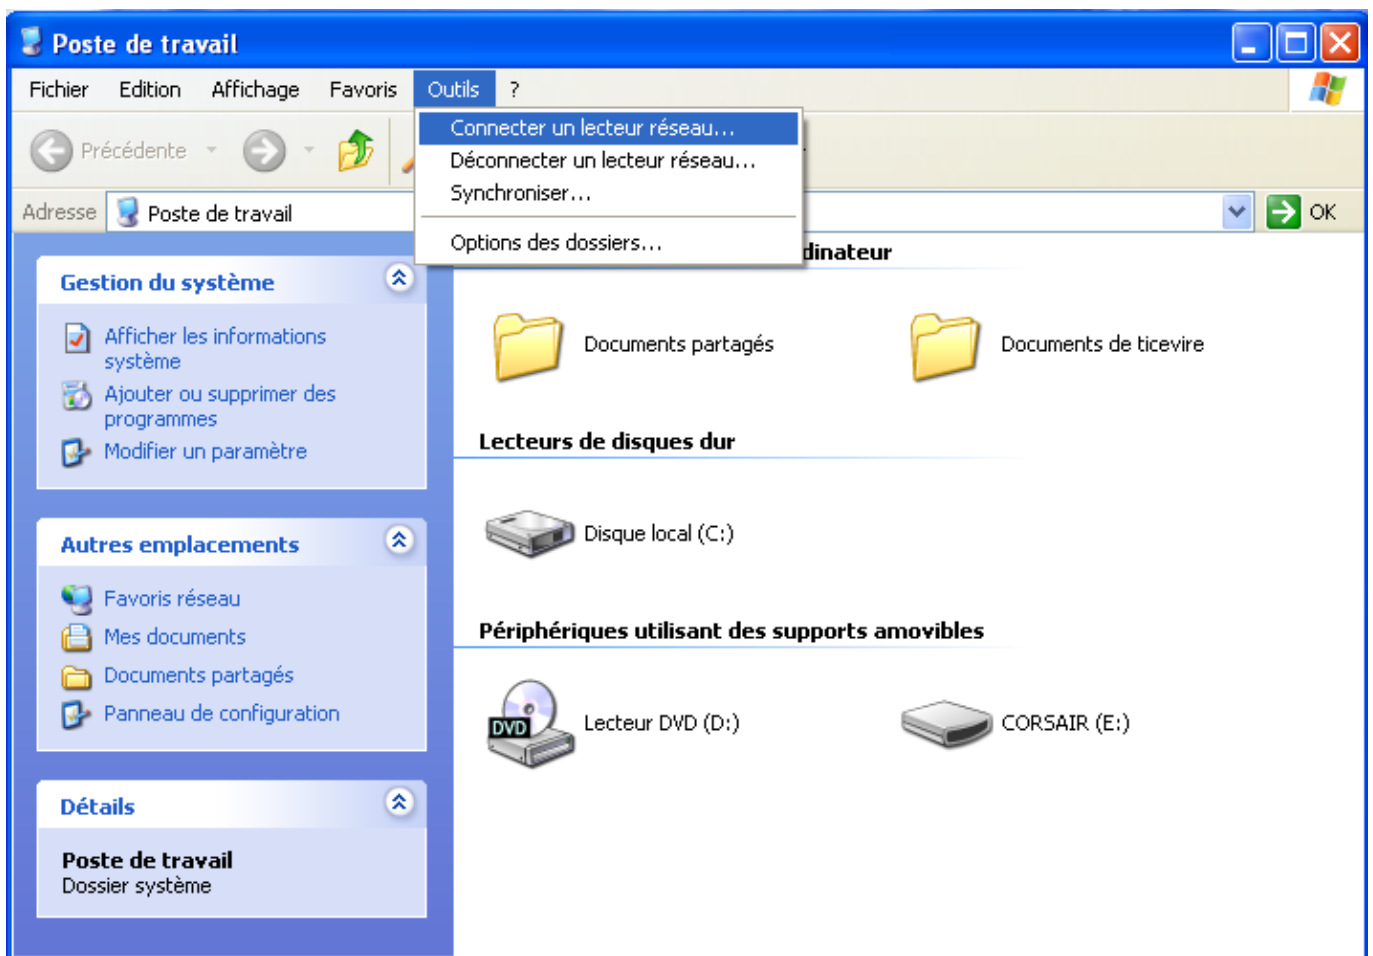 Poste de travail
Fichier Edition Affichage Favoris Outils ?
Connecter un lecteur réseau...
Déconnecter un lecteur réseau...
Synchroniser...
Options des dossiers...
Précédente
Adresse Poste de travail OK
dinateur
Gestion du système
Afficher les informations
système
Ajouter ou supprimer des
programmes
Modifier un paramètre
Autres emplacements
Favoris réseau
Mes documents
Documents partagés
Panneau de configuration
Détails
Poste de travail
Dossier système
Documents partagés Documents de ticevire
Lecteurs de disques dur
Disque local (C:)
Périphériques utilisant des supports amovibles
DVD
Lecteur DVD (D:) CORSAIR (E:)